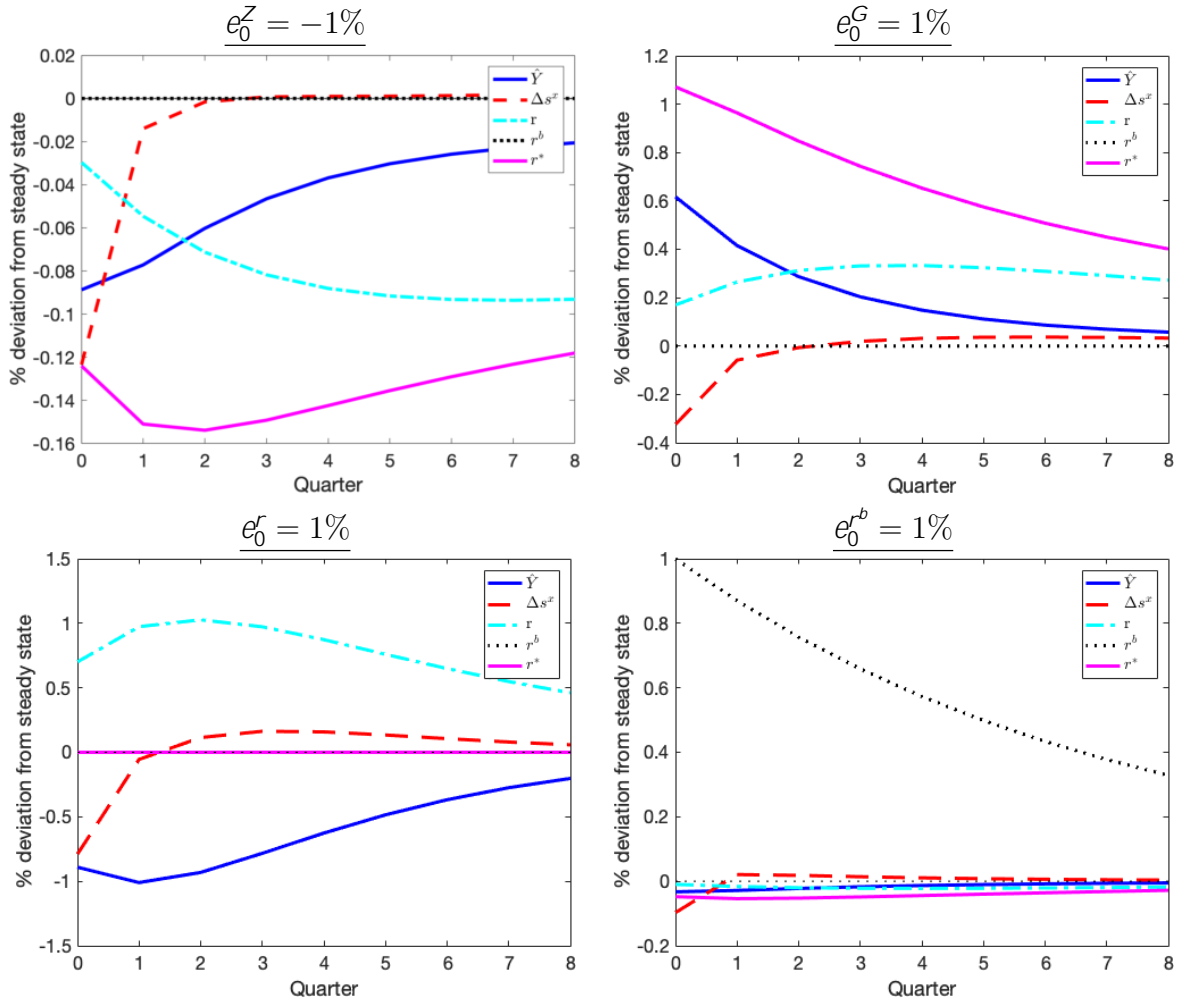 e_0^Z = −1%
% deviation from steady state
0.02
0
-0.02
-0.04
-0.06
-0.08
-0.1
-0.12
-0.14
-0.16
Ŷ
Δs^x
r
r^b
r^*
0 1 2 3 4 5 6 7 8
Quarter
e_0^G = 1%
% deviation from steady state
1.2
1
0.8
0.6
0.4
0.2
0
-0.2
-0.4
Ŷ
Δs^x
r
r^b
r^*
0 1 2 3 4 5 6 7 8
Quarter
e_0^r = 1%
% deviation from steady state
1.5
1
0.5
0
-0.5
-1
-1.5
Ŷ
Δs^x
r
r^b
r^*
0 1 2 3 4 5 6 7 8
Quarter
e_0^{r^b} = 1%
% deviation from steady state
1
0.8
0.6
0.4
0.2
0
-0.2
Ŷ
Δs^x
r
r^b
r^*
0 1 2 3 4 5 6 7 8
Quarter